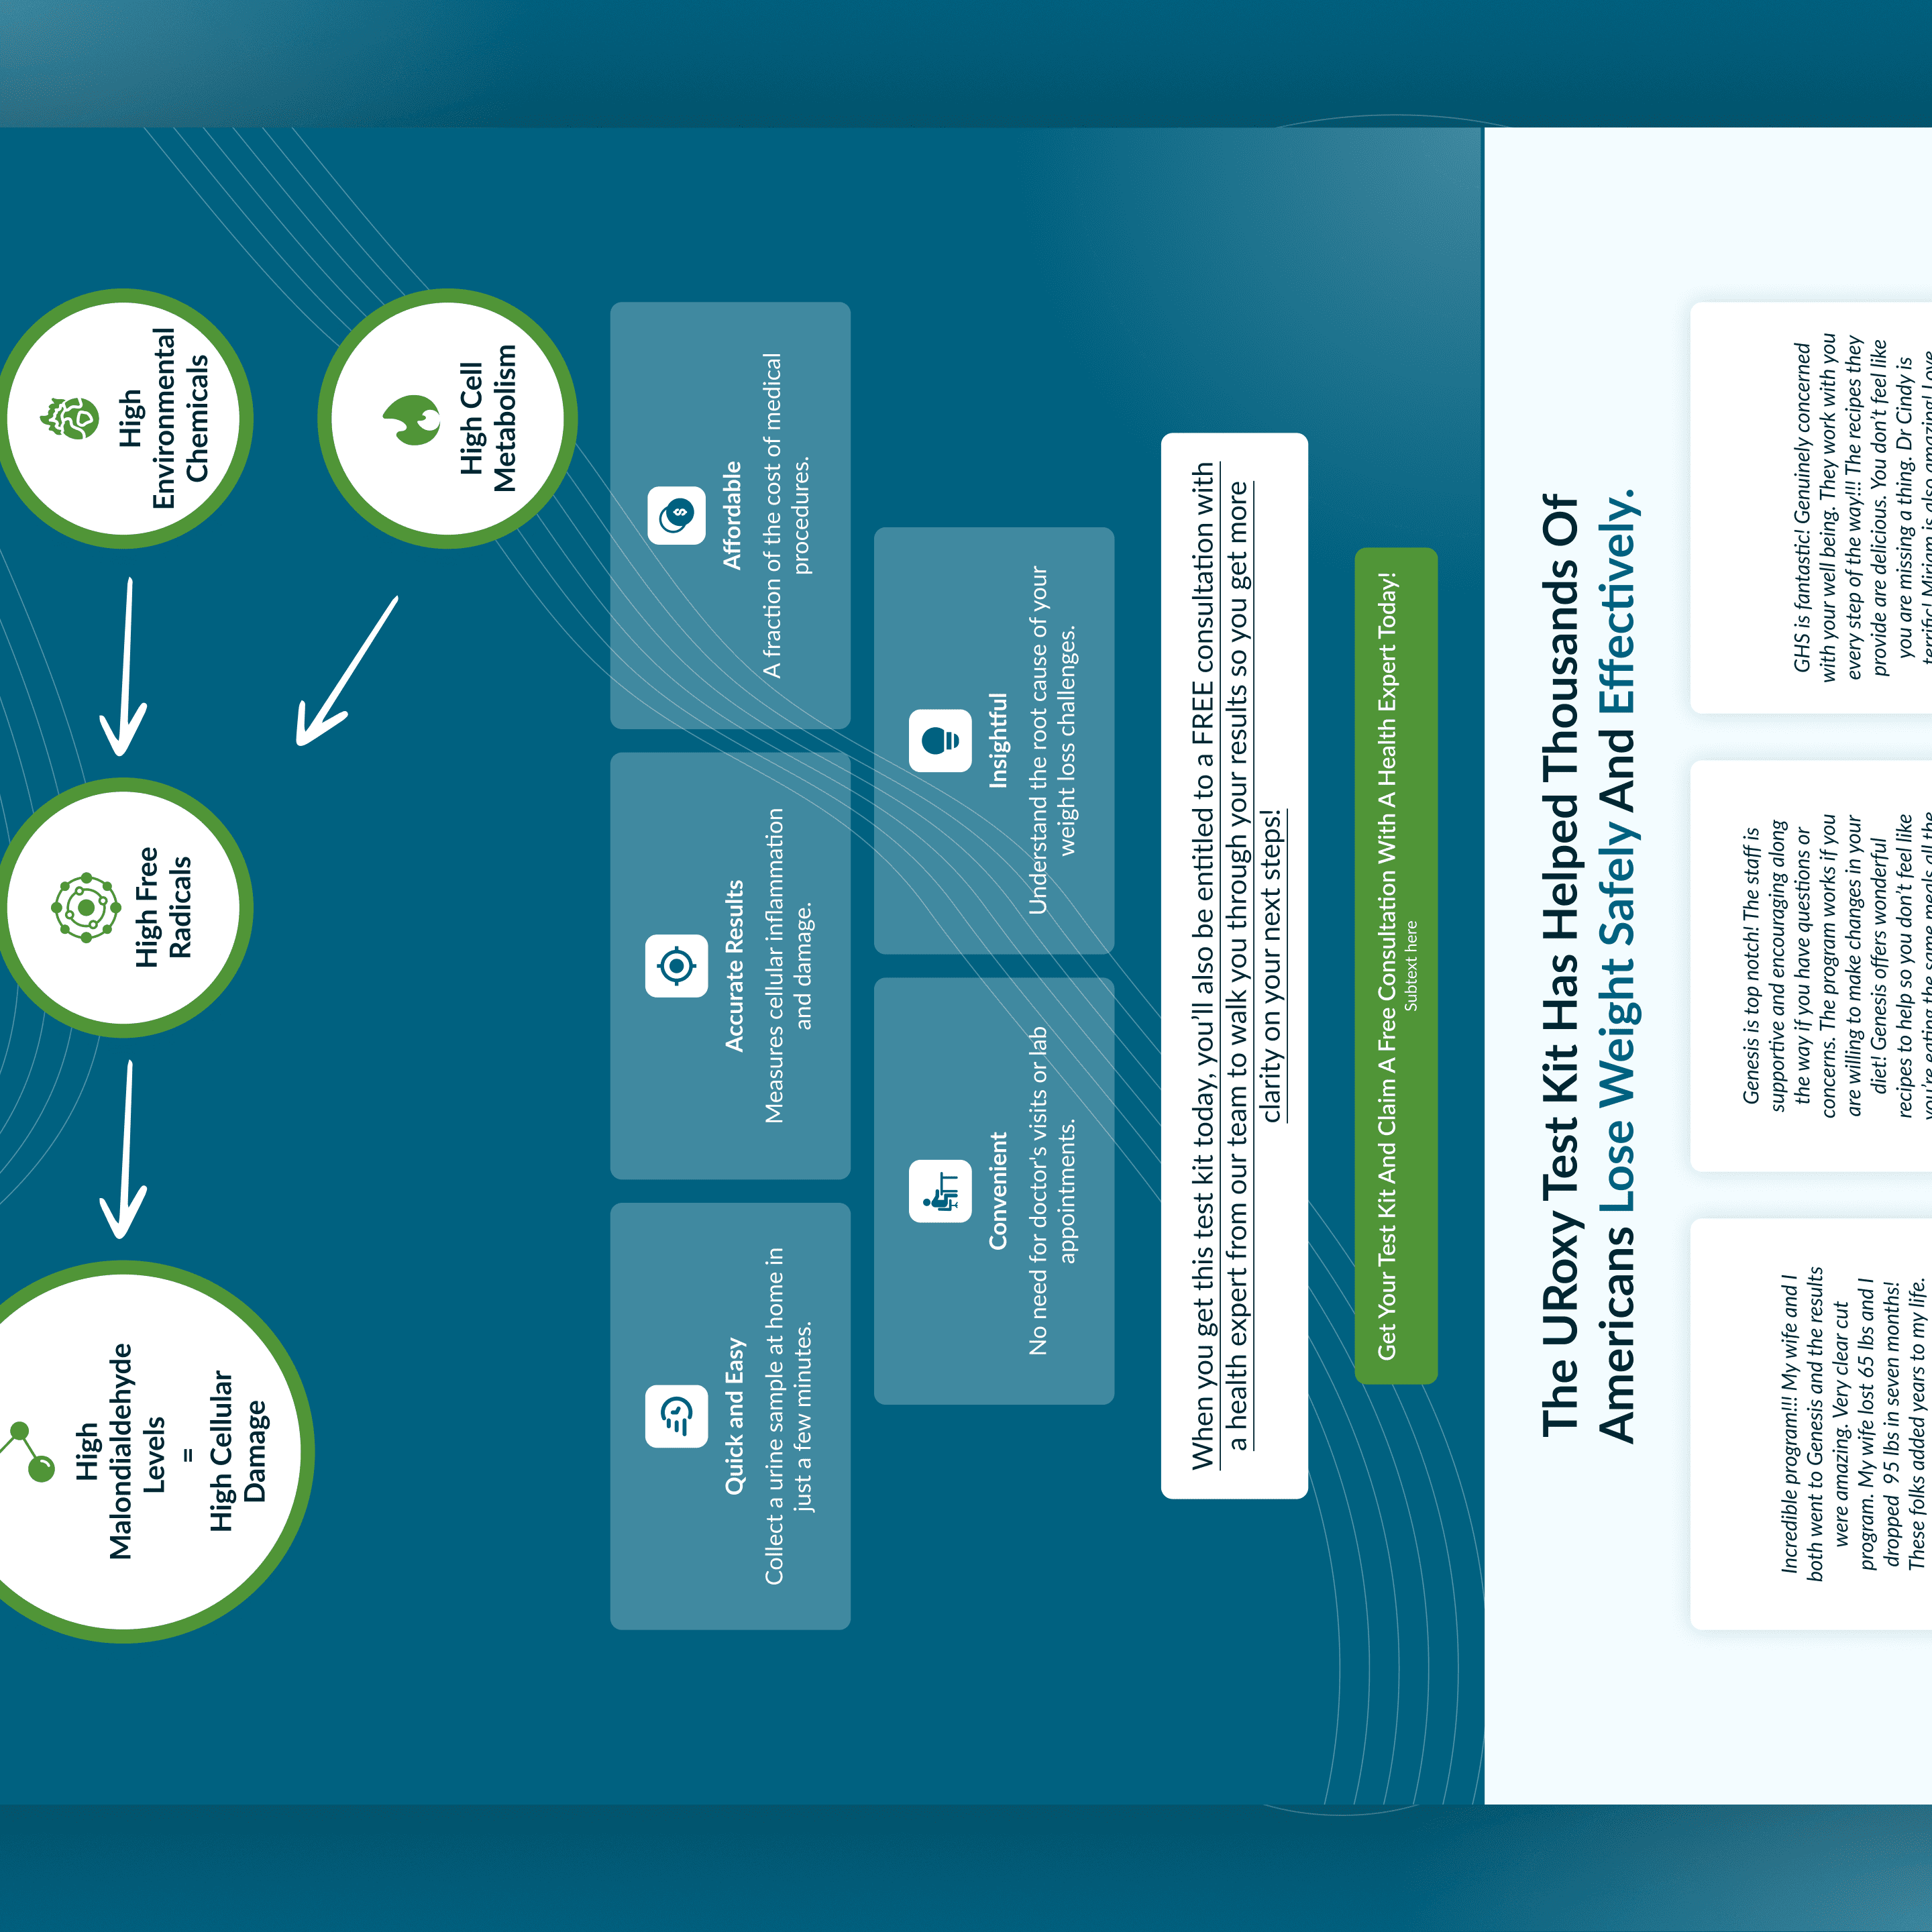 High
Malondialdehyde
Levels
=
High Cellular
Damage
High Free
Radicals
High
Environmental
Chemicals
High Cell
Metabolism
Quick and Easy
Collect a urine sample at home in
just a few minutes.
Accurate Results
Measures cellular inflammation
and damage.
Affordable
A fraction of the cost of medical
procedures.
Convenient
No need for doctor's visits or lab
appointments.
Insightful
Understand the root cause of your
weight loss challenges.
When you get this test kit today, you'll also be entitled to a FREE consultation with
a health expert from our team to walk you through your results so you get more
clarity on your next steps!
Get Your Test Kit And Claim A Free Consultation With A Health Expert Today!
Subtext here
The URoxy Test Kit Has Helped Thousands Of
Americans Lose Weight Safely And Effectively.
Incredible program!!! My wife and I
both went to Genesis and the results
were amazing. Very clear cut
program. My wife lost 65 lbs and I
dropped 95 lbs in seven months!
These folks added years to my life.
Genesis is top notch! The staff is
supportive and encouraging along
the way if you have questions or
concerns. The program works if you
are willing to make changes in your
diet! Genesis offers wonderful
recipes to help so you don't feel like
you're eating the same meals all the
GHS is fantastic! Genuinely concerned
with your well being. They work with you
every step of the way!!! The recipes they
provide are delicious. You don't feel like
you are missing a thing. Dr Cindy is
terrific! Miriam is also amazing! Love